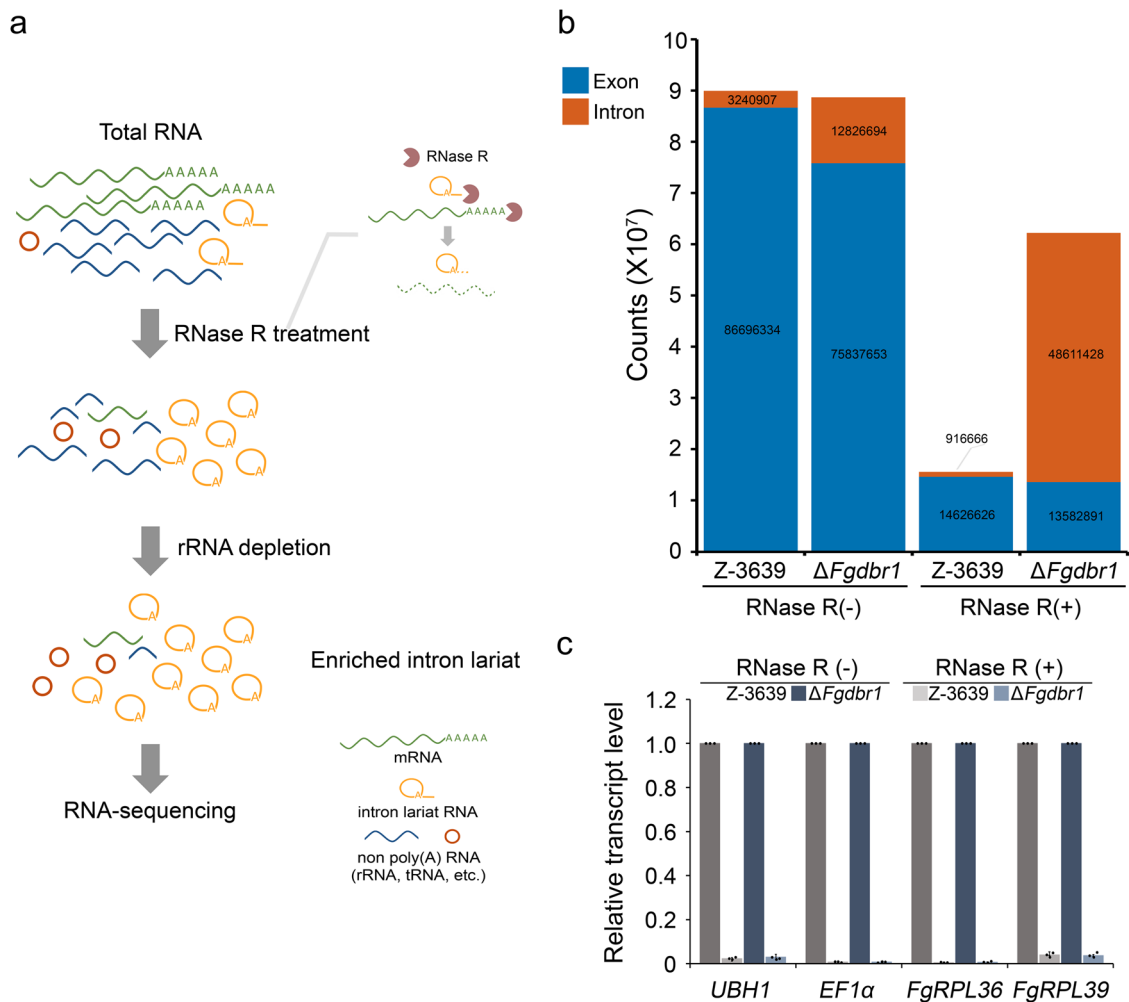 a
Total RNA
AAAAA
AAAAA
AAAAA
A
A
RNase R
A
AAAAA
A
RNase R treatment
A
A
A
A
A
A
rRNA depletion
A
A
A
A
A
A
A
A
A
Enriched intron lariat
AAAAA
mRNA
A
intron lariat RNA
non poly(A) RNA
(rRNA, tRNA, etc.)
RNA-sequencing
b
Exon
Intron
Counts (X10⁷)
10
9
8
7
6
5
4
3
2
1
0
3240907
12826694
86696334
75837653
48611428
916666
14626626
13582891
Z-3639 ΔFgdbr1 Z-3639 ΔFgdbr1
RNase R(-) RNase R(+)
c
RNase R (-) RNase R (+)
Z-3639 ΔFgdbr1 Z-3639 ΔFgdbr1
Relative transcript level
1.2
1.0
0.8
0.6
0.4
0.2
0
UBH1 EF1α FgRPL36 FgRPL39